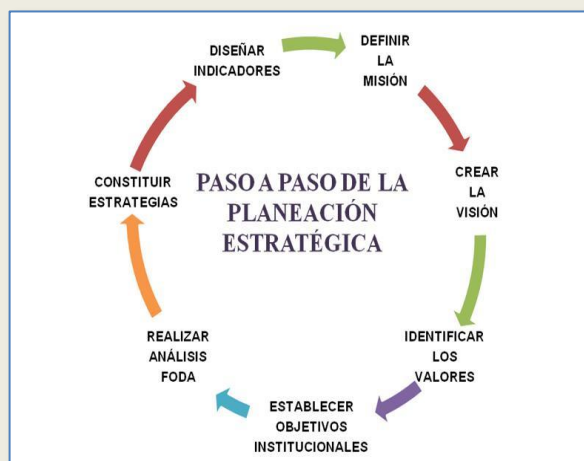 PASO A PASO DE LA
PLANEACIÓN
ESTRATÉGICA
DEFINIR
LA
MISIÓN
CREAR
LA
VISIÓN
IDENTIFICAR
LOS
VALORES
ESTABLECER
OBJETIVOS
INSTITUCIONALES
REALIZAR
ANÁLISIS
FODA
CONSTITUIR
ESTRATEGIAS
DISEÑAR
INDICADORES